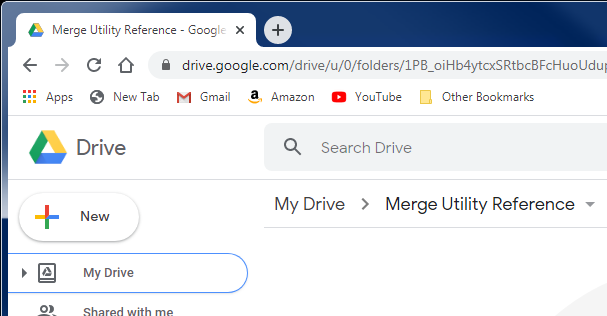 Merge Utility Reference - Google
drive.google.com/drive/u/0/folders/1PB_oiHb4ytcxSRtbcBFcHuoUdup
Apps New Tab Gmail Amazon YouTube Other Bookmarks
Drive Search Drive
My Drive > Merge Utility Reference
New
My Drive
Shared with me